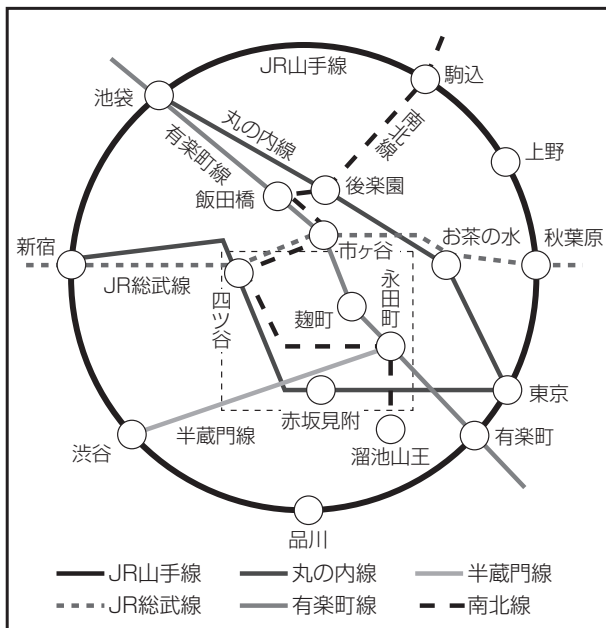 JR山手線
駒込
池袋
丸の内線
南北線
有楽町線
上野
飯田橋
後楽園
新宿
市ヶ谷
お茶の水
秋葉原
JR総武線
四ツ谷
麹町
永田町
東京
半蔵門線
赤坂見附
渋谷
溜池山王
有楽町
品川
JR山手線 丸の内線 半蔵門線
JR総武線 有楽町線 南北線